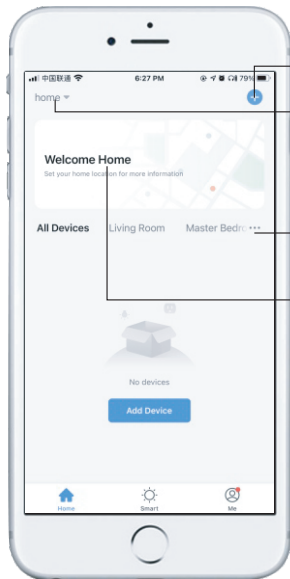 中国联通 6:27 PM 79%
home
Welcome Home
Set your home location for more information
All Devices Living Room Master Bedro
No devices
Add Device
Home Smart Me